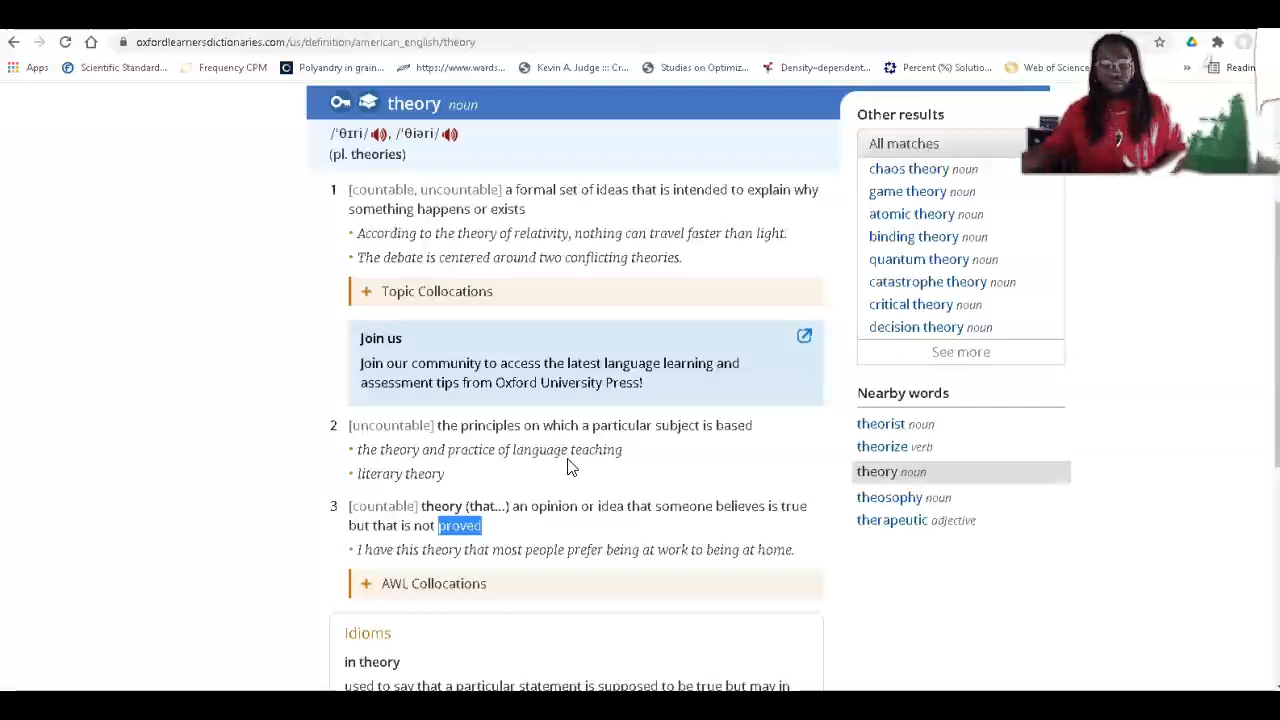 oxfordlearnersdictionaries.com/us/definition/american_english/theory
Apps Scientific Standard... Frequency CPM Polyandry in grain... https://www.wards... Kevin A. Judge ::: Cr... Studies on Optimiz... Density-dependent... Percent (%) Solutio... Web of Science » Readin
theory noun
/ˈθɪri/ , /ˈθiəri/
(pl. theories)
1 [countable, uncountable] a formal set of ideas that is intended to explain why
something happens or exists
• According to the theory of relativity, nothing can travel faster than light.
• The debate is centered around two conflicting theories.
+ Topic Collocations
Join us
Join our community to access the latest language learning and
assessment tips from Oxford University Press!
2 [uncountable] the principles on which a particular subject is based
• the theory and practice of language teaching
• literary theory
3 [countable] theory (that...) an opinion or idea that someone believes is true
but that is not proved
• I have this theory that most people prefer being at work to being at home.
+ AWL Collocations
Idioms
in theory
used to say that a particular statement is supposed to be true but may in
Other results
All matches
chaos theory noun
game theory noun
atomic theory noun
binding theory noun
quantum theory noun
catastrophe theory noun
critical theory noun
decision theory noun
See more
Nearby words
theorist noun
theorize verb
theory noun
theosophy noun
therapeutic adjective